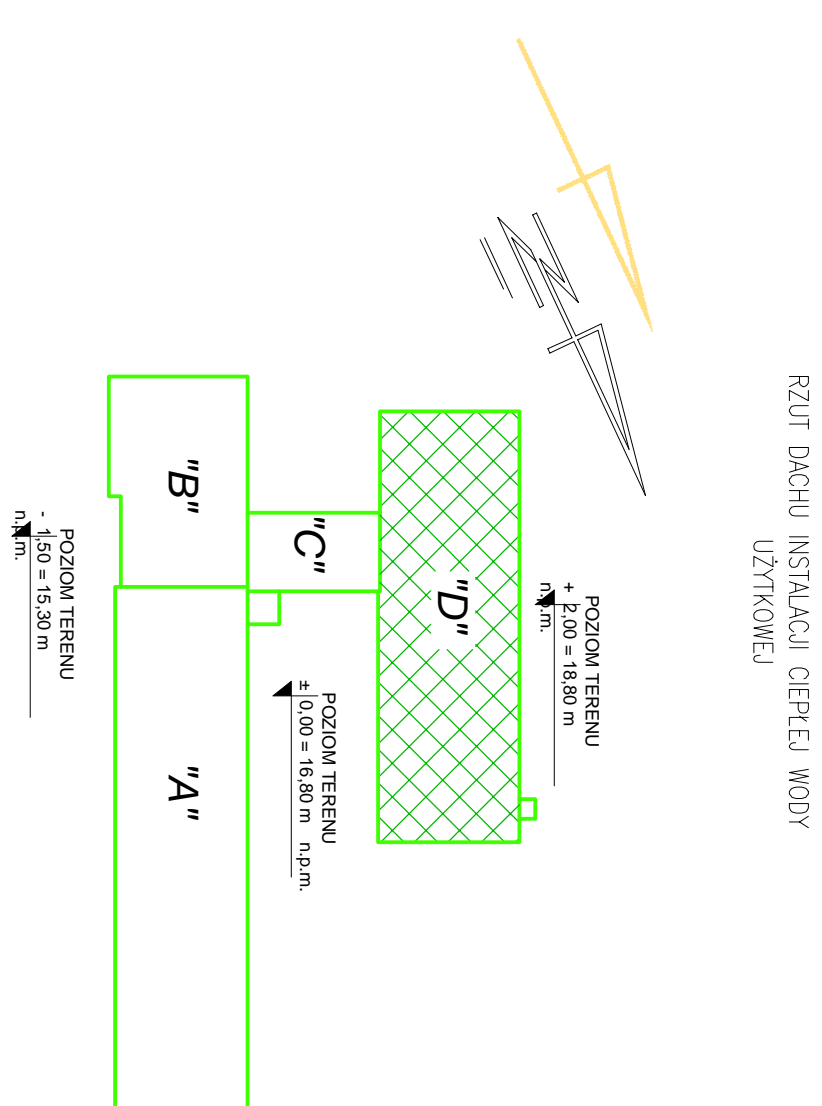 RZUT DACHU INSTALACJI CIEPŁEJ WODY
UŻYTKOWEJ
N
POZIOM TERENU
+ 2,00 = 18,80 m
n.p.m.
"D"
POZIOM TERENU
± 0,00 = 16,80 m n.p.m.
"C"
"B"
"A"
POZIOM TERENU
- 1,50 = 15,30 m
n.p.m.